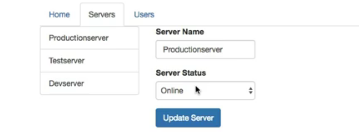 Home Servers Users
Productionserver
Testserver
Devserver
Server Name
Productionserver
Server Status
Online
Update Server